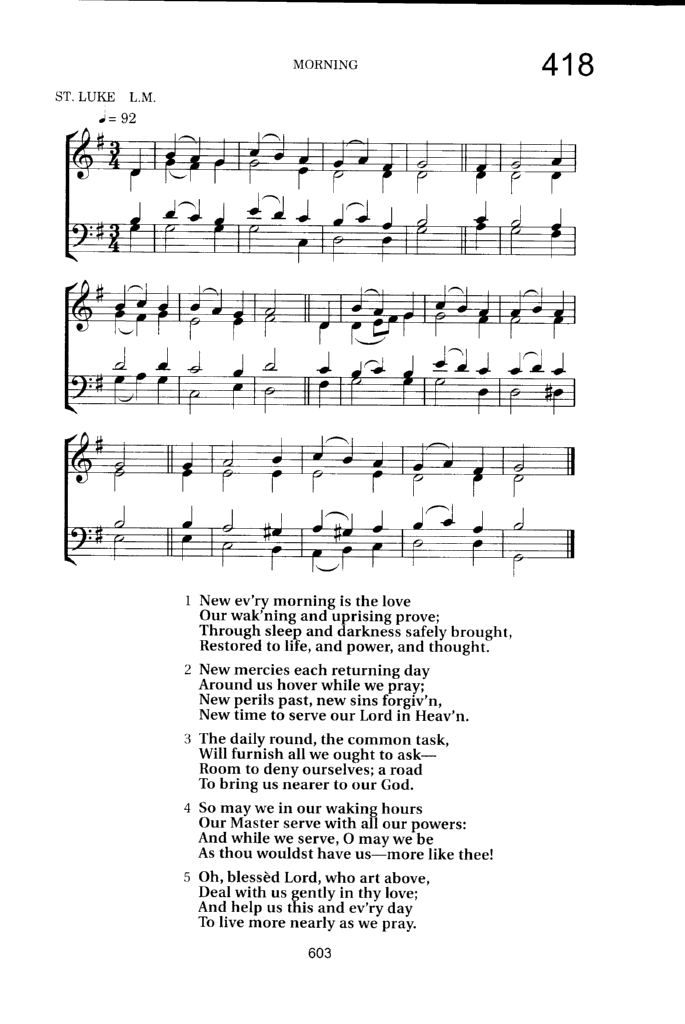 MORNING
418
ST. LUKE L.M.
♩ = 92
3
4
3
4
1 New ev'ry morning is the love
Our wak'ning and uprising prove;
Through sleep and darkness safely brought,
Restored to life, and power, and thought.
2 New mercies each returning day
Around us hover while we pray;
New perils past, new sins forgiv'n,
New time to serve our Lord in Heav'n.
3 The daily round, the common task,
Will furnish all we ought to ask—
Room to deny ourselves; a road
To bring us nearer to our God.
4 So may we in our waking hours
Our Master serve with all our powers:
And while we serve, O may we be
As thou wouldst have us—more like thee!
5 Oh, blessèd Lord, who art above,
Deal with us gently in thy love;
And help us this and ev'ry day
To live more nearly as we pray.
603